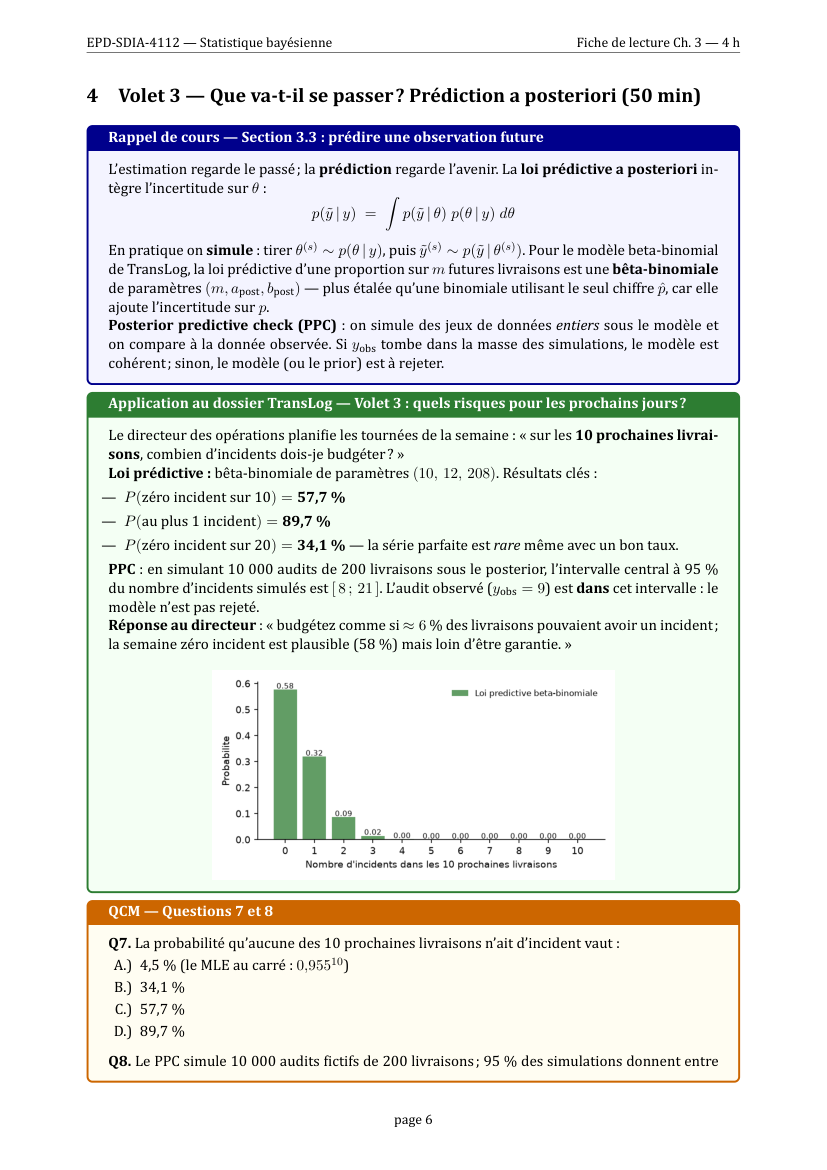 EPD-SDIA-4112 — Statistique bayésienne
Fiche de lecture Ch. 3 — 4 h
4 Volet 3 — Que va-t-il se passer ? Prédiction a posteriori (50 min)
Rappel de cours — Section 3.3 : prédire une observation future
L'estimation regarde le passé ; la prédiction regarde l'avenir. La loi prédictive a posteriori in-
tègre l'incertitude sur θ :
p(ỹ | y) = ∫ p(ỹ | θ) p(θ | y) dθ
En pratique on simule : tirer θ^(s) ∼ p(θ | y), puis ỹ^(s) ∼ p(ỹ | θ^(s)). Pour le modèle beta-binomial
de TransLog, la loi prédictive d'une proportion sur m futures livraisons est une bêta-binomiale
de paramètres (m, a_post, b_post) — plus étalée qu'une binomiale utilisant le seul chiffre p̂, car elle
ajoute l'incertitude sur p.
Posterior predictive check (PPC) : on simule des jeux de données entiers sous le modèle et
on compare à la donnée observée. Si y_obs tombe dans la masse des simulations, le modèle est
cohérent ; sinon, le modèle (ou le prior) est à rejeter.
Application au dossier TransLog — Volet 3 : quels risques pour les prochains jours ?
Le directeur des opérations planifie les tournées de la semaine : « sur les 10 prochaines livrai-
sons, combien d'incidents dois-je budgéter ? »
Loi prédictive : bêta-binomiale de paramètres (10, 12, 208). Résultats clés :
— P(zéro incident sur 10) = 57,7 %
— P(au plus 1 incident) = 89,7 %
— P(zéro incident sur 20) = 34,1 % — la série parfaite est rare même avec un bon taux.
PPC : en simulant 10 000 audits de 200 livraisons sous le posterior, l'intervalle central à 95 %
du nombre d'incidents simulés est [ 8 ; 21 ]. L'audit observé (y_obs = 9) est dans cet intervalle : le
modèle n'est pas rejeté.
Réponse au directeur : « budgétez comme si ≈ 6 % des livraisons pouvaient avoir un incident ;
la semaine zéro incident est plausible (58 %) mais loin d'être garantie. »
Loi predictive beta-binomiale
Probabilite
0.6
0.5
0.4
0.3
0.2
0.1
0.0
0.58 0.32 0.09 0.02 0.00 0.00 0.00 0.00 0.00 0.00 0.00
0 1 2 3 4 5 6 7 8 9 10
Nombre d'incidents dans les 10 prochaines livraisons
QCM — Questions 7 et 8
Q7. La probabilité qu'aucune des 10 prochaines livraisons n'ait d'incident vaut :
A.) 4,5 % (le MLE au carré : 0,955^10)
B.) 34,1 %
C.) 57,7 %
D.) 89,7 %
Q8. Le PPC simule 10 000 audits fictifs de 200 livraisons ; 95 % des simulations donnent entre
page 6